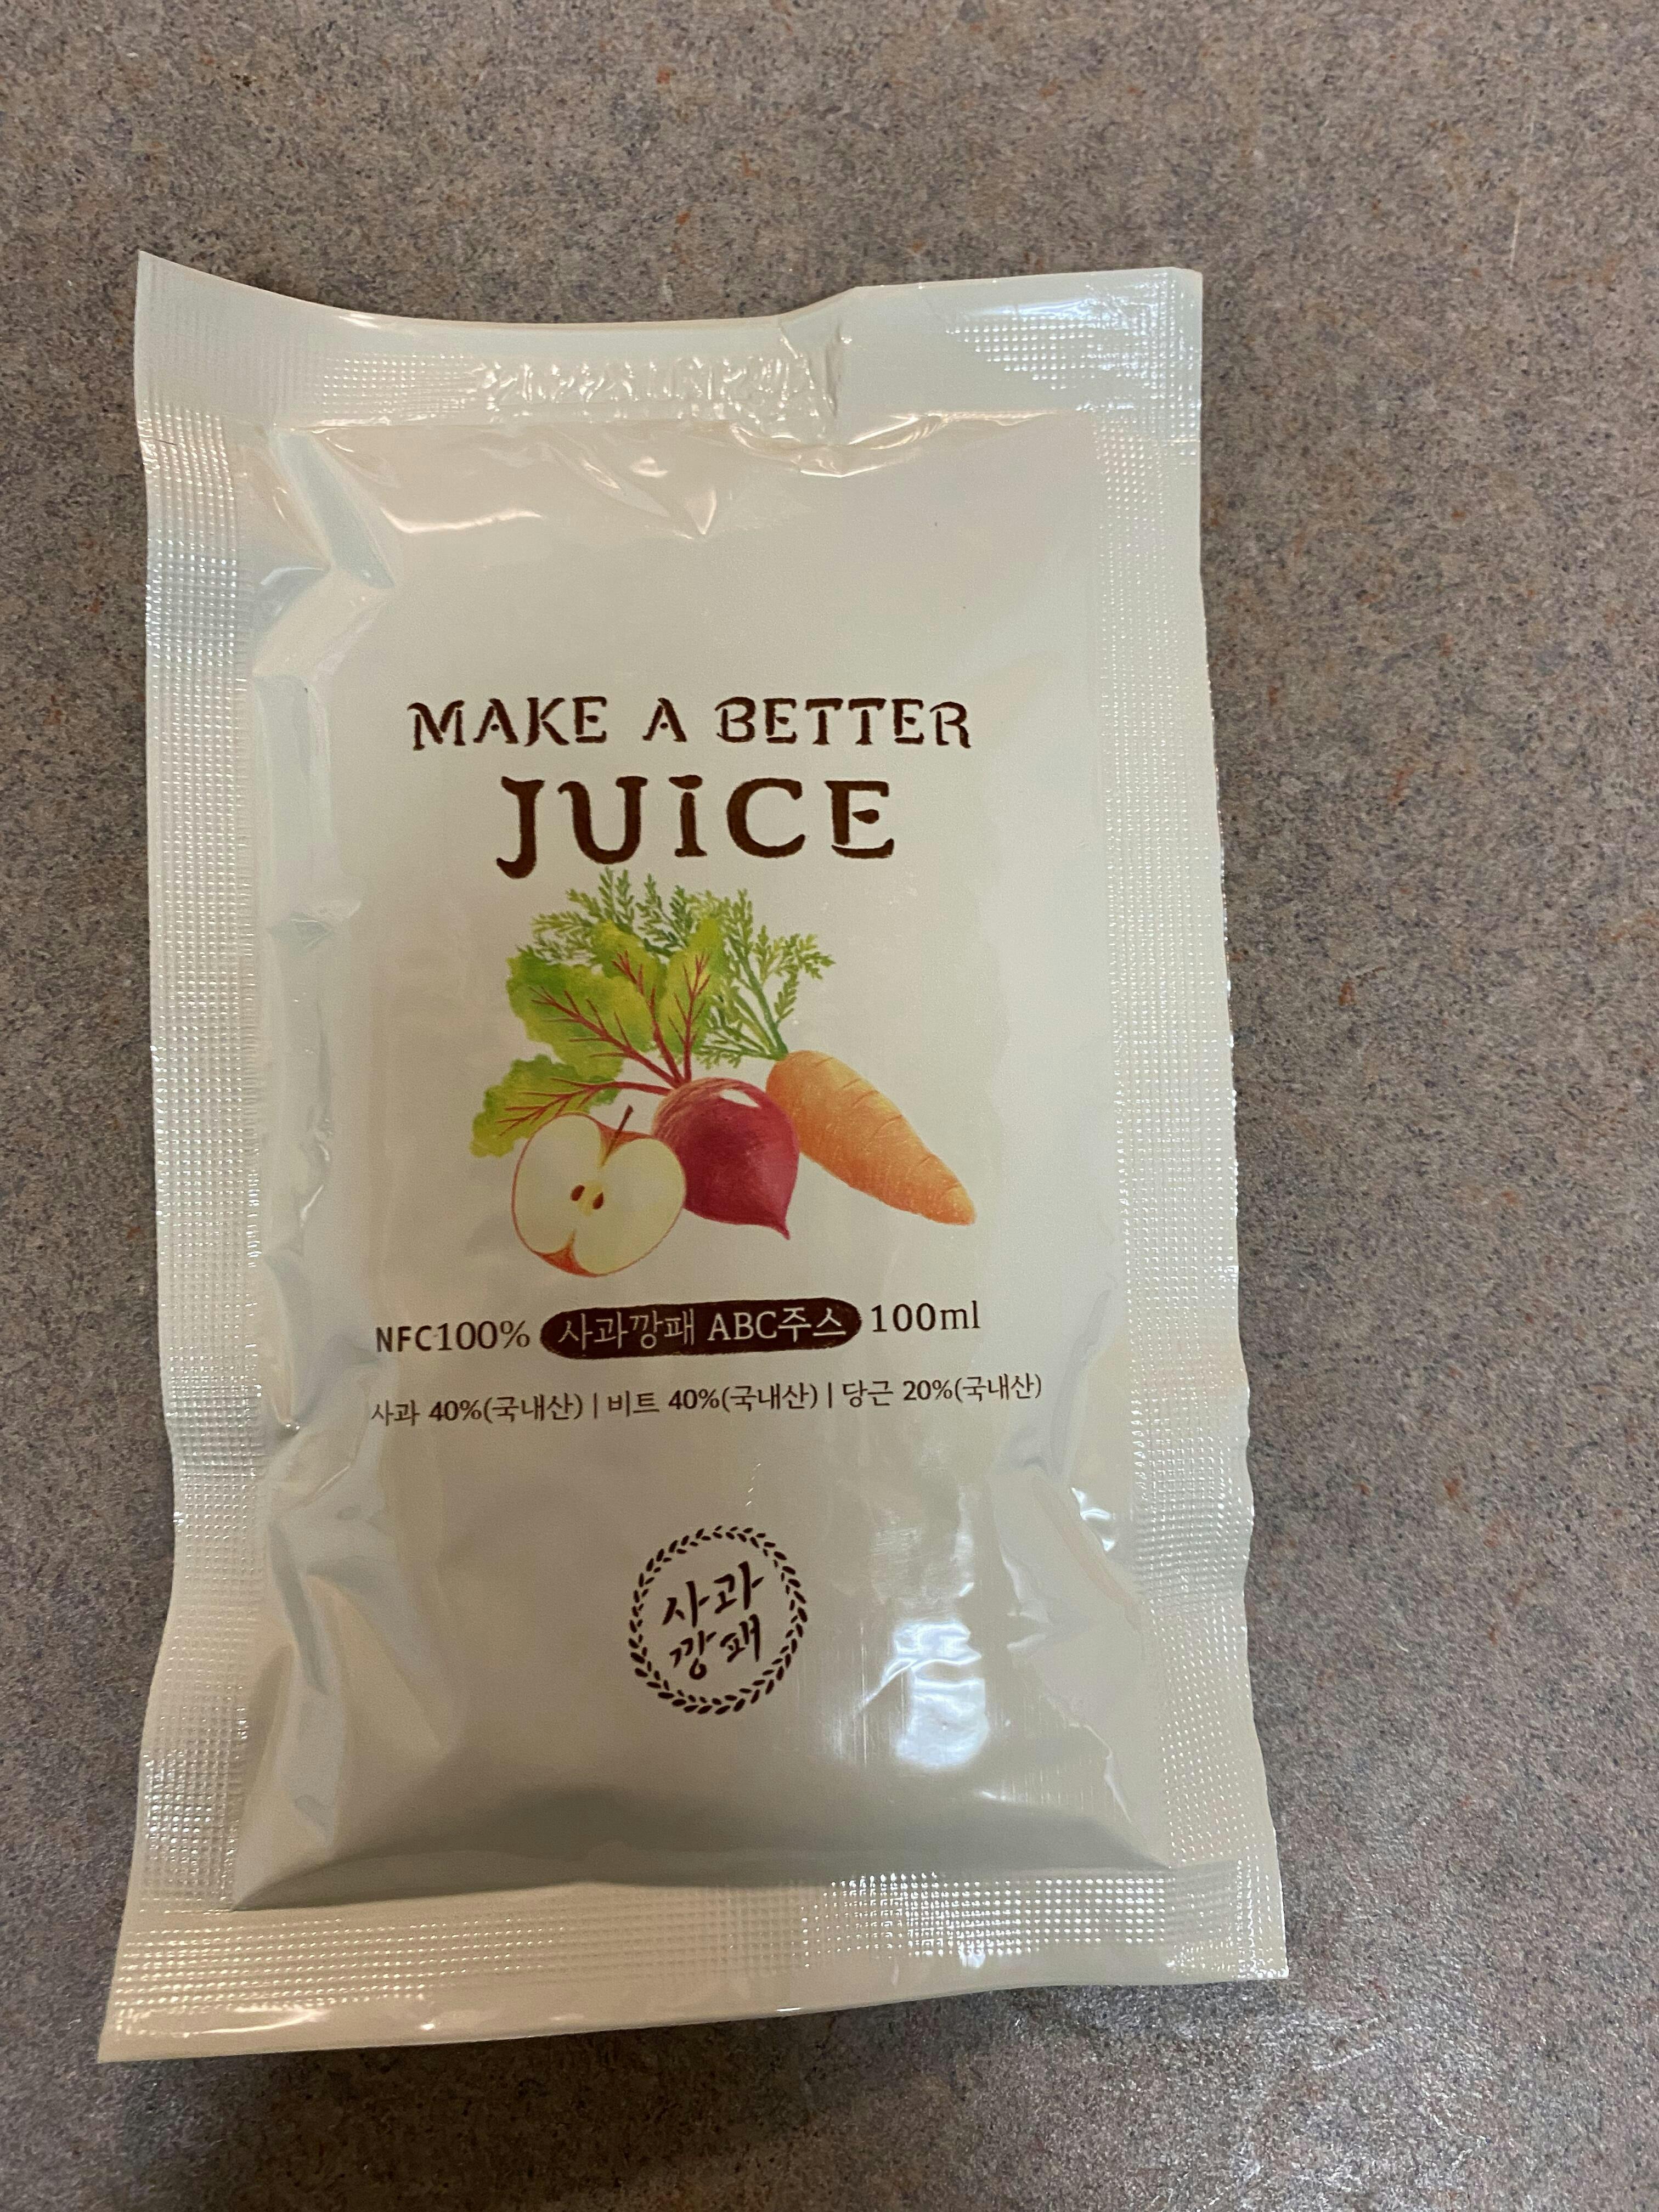 MAKE A BETTER
JUICE
NFC100% 사과깡패 ABC주스 100ml
사과 40%(국내산) | 비트 40%(국내산) | 당근 20%(국내산)
사과
깡패